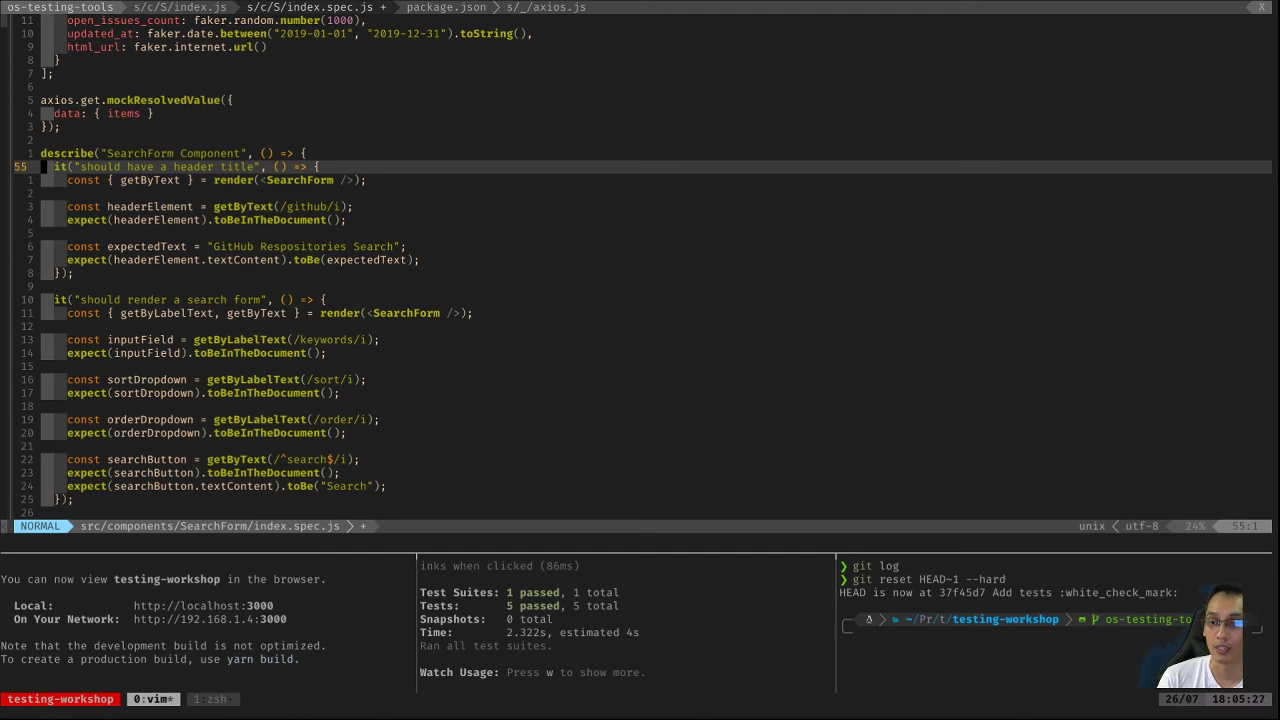 os-testing-tools  s/c/S/index.js  s/c/S/index.spec.js +  package.json  s/_/axios.js  X
11 open_issues_count: faker.random.number(1000),
10 updated_at: faker.date.between("2019-01-01", "2019-12-31").toString(),
9 html_url: faker.internet.url()
8 }
7 ];
6
5 axios.get.mockResolvedValue({
4 data: { items }
3 });
2
1 describe("SearchForm Component", () => {
55 it("should have a header title", () => {
1 const { getByText } = render(<SearchForm />);
2
3 const headerElement = getByText(/github/i);
4 expect(headerElement).toBeInTheDocument();
5
6 const expectedText = "GitHub Respositories Search";
7 expect(headerElement.textContent).toBe(expectedText);
8 });
9
10 it("should render a search form", () => {
11 const { getByLabelText, getByText } = render(<SearchForm />);
12
13 const inputField = getByLabelText(/keywords/i);
14 expect(inputField).toBeInTheDocument();
15
16 const sortDropdown = getByLabelText(/sort/i);
17 expect(sortDropdown).toBeInTheDocument();
18
19 const orderDropdown = getByLabelText(/order/i);
20 expect(orderDropdown).toBeInTheDocument();
21
22 const searchButton = getByText(/^search$/i);
23 expect(searchButton).toBeInTheDocument();
24 expect(searchButton.textContent).toBe("Search");
25 });
26
NORMAL  src/components/SearchForm/index.spec.js  +  unix  utf-8  24%  55:1
You can now view testing-workshop in the browser.
Local: http://localhost:3000
On Your Network: http://192.168.1.4:3000
Note that the development build is not optimized.
To create a production build, use yarn build.
inks when clicked (86ms)
Test Suites: 1 passed, 1 total
Tests: 5 passed, 5 total
Snapshots: 0 total
Time: 2.322s, estimated 4s
Ran all test suites.
Watch Usage: Press w to show more.
❯ git log
❯ git reset HEAD~1 --hard
HEAD is now at 37f45d7 Add tests :white_check_mark:
~/Pr/t/testing-workshop  os-testing-to
testing-workshop  0:vim*  1:zsh-  26/07  18:05:27